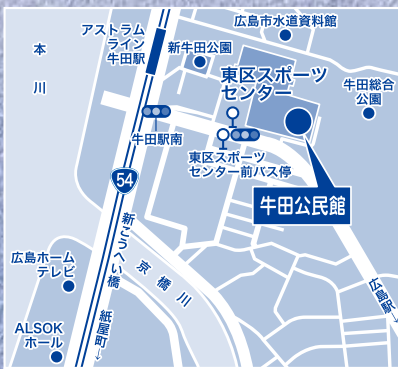 広島市水道資料館
アストラム
ライン
牛田駅
本川
新牛田公園
東区スポーツ
センター
牛田総合
公園
牛田駅南
東区スポーツ
センター前バス停
54
牛田公民館
新こうへい橋
京橋川
広島ホーム
テレビ
広島駅→
紙屋町→
ALSOK
ホール